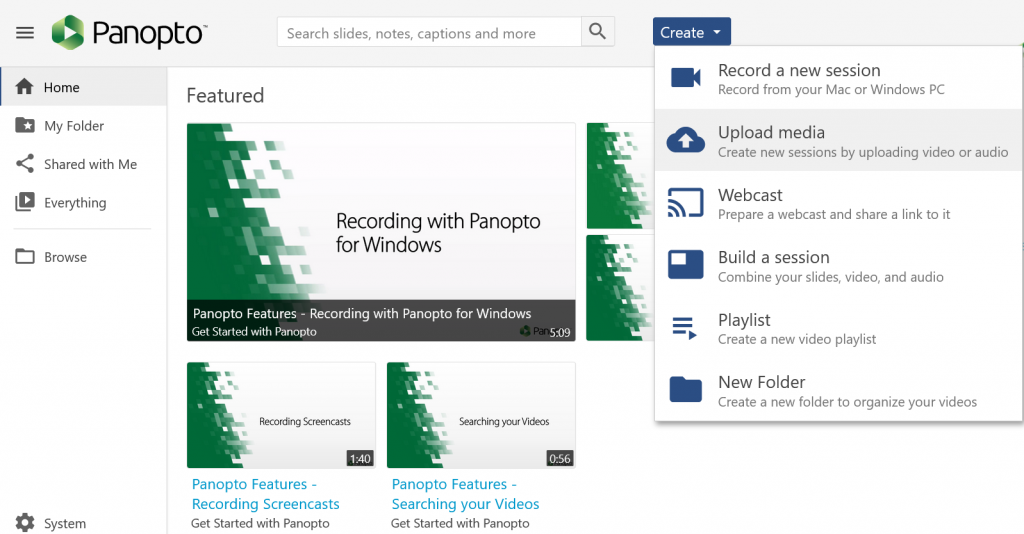 Panopto™
Search slides, notes, captions and more
Create
Home
My Folder
Shared with Me
Everything
Browse
System
Featured
Recording with Panopto
for Windows
Panopto Features - Recording with Panopto for Windows
Get Started with Panopto
Panopto
5:09
Recording Screencasts
1:40
Panopto Features -
Recording Screencasts
Get Started with Panopto
Searching your Videos
0:56
Panopto Features -
Searching your Videos
Get Started with Panopto
Record a new session
Record from your Mac or Windows PC
Upload media
Create new sessions by uploading video or audio
Webcast
Prepare a webcast and share a link to it
Build a session
Combine your slides, video, and audio
Playlist
Create a new video playlist
New Folder
Create a new folder to organize your videos